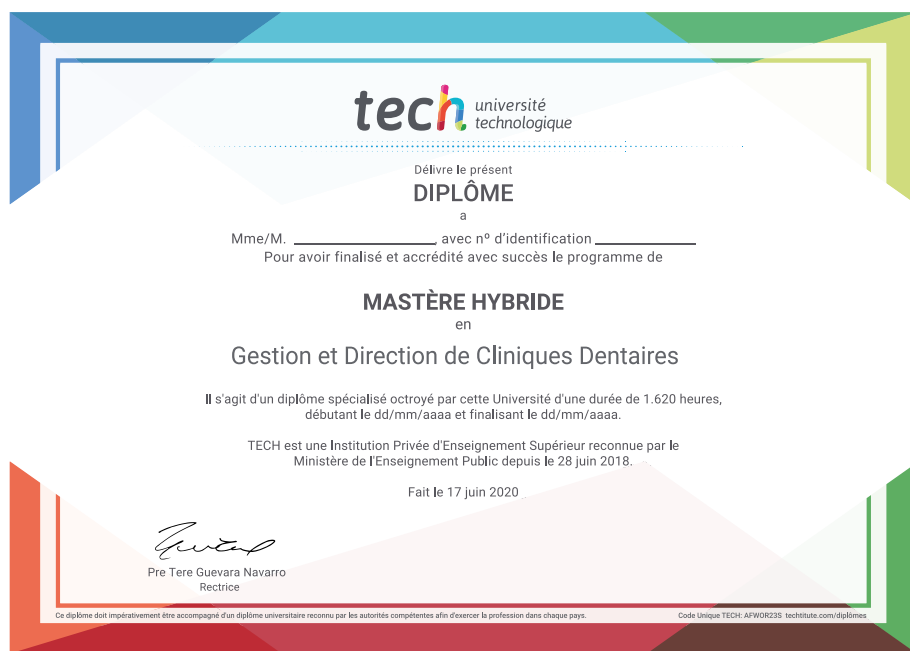 tech université
technologique
Délivre le présent
DIPLÔME
a
Mme/M. ________________, avec nº d'identification ____________
Pour avoir finalisé et accrédité avec succès le programme de
MASTÈRE HYBRIDE
en
Gestion et Direction de Cliniques Dentaires
Il s'agit d'un diplôme spécialisé octroyé par cette Université d'une durée de 1.620 heures,
débutant le dd/mm/aaaa et finalisant le dd/mm/aaaa.
TECH est une Institution Privée d'Enseignement Supérieur reconnue par le
Ministère de l'Enseignement Public depuis le 28 juin 2018.
Fait le 17 juin 2020
Pre Tere Guevara Navarro
Rectrice
Ce diplôme doit impérativement être accompagné d'un diplôme universitaire reconnu par les autorités compétentes afin d'exercer la profession dans chaque pays. Code Unique TECH: AFWOR23S techtitute.com/diplômes